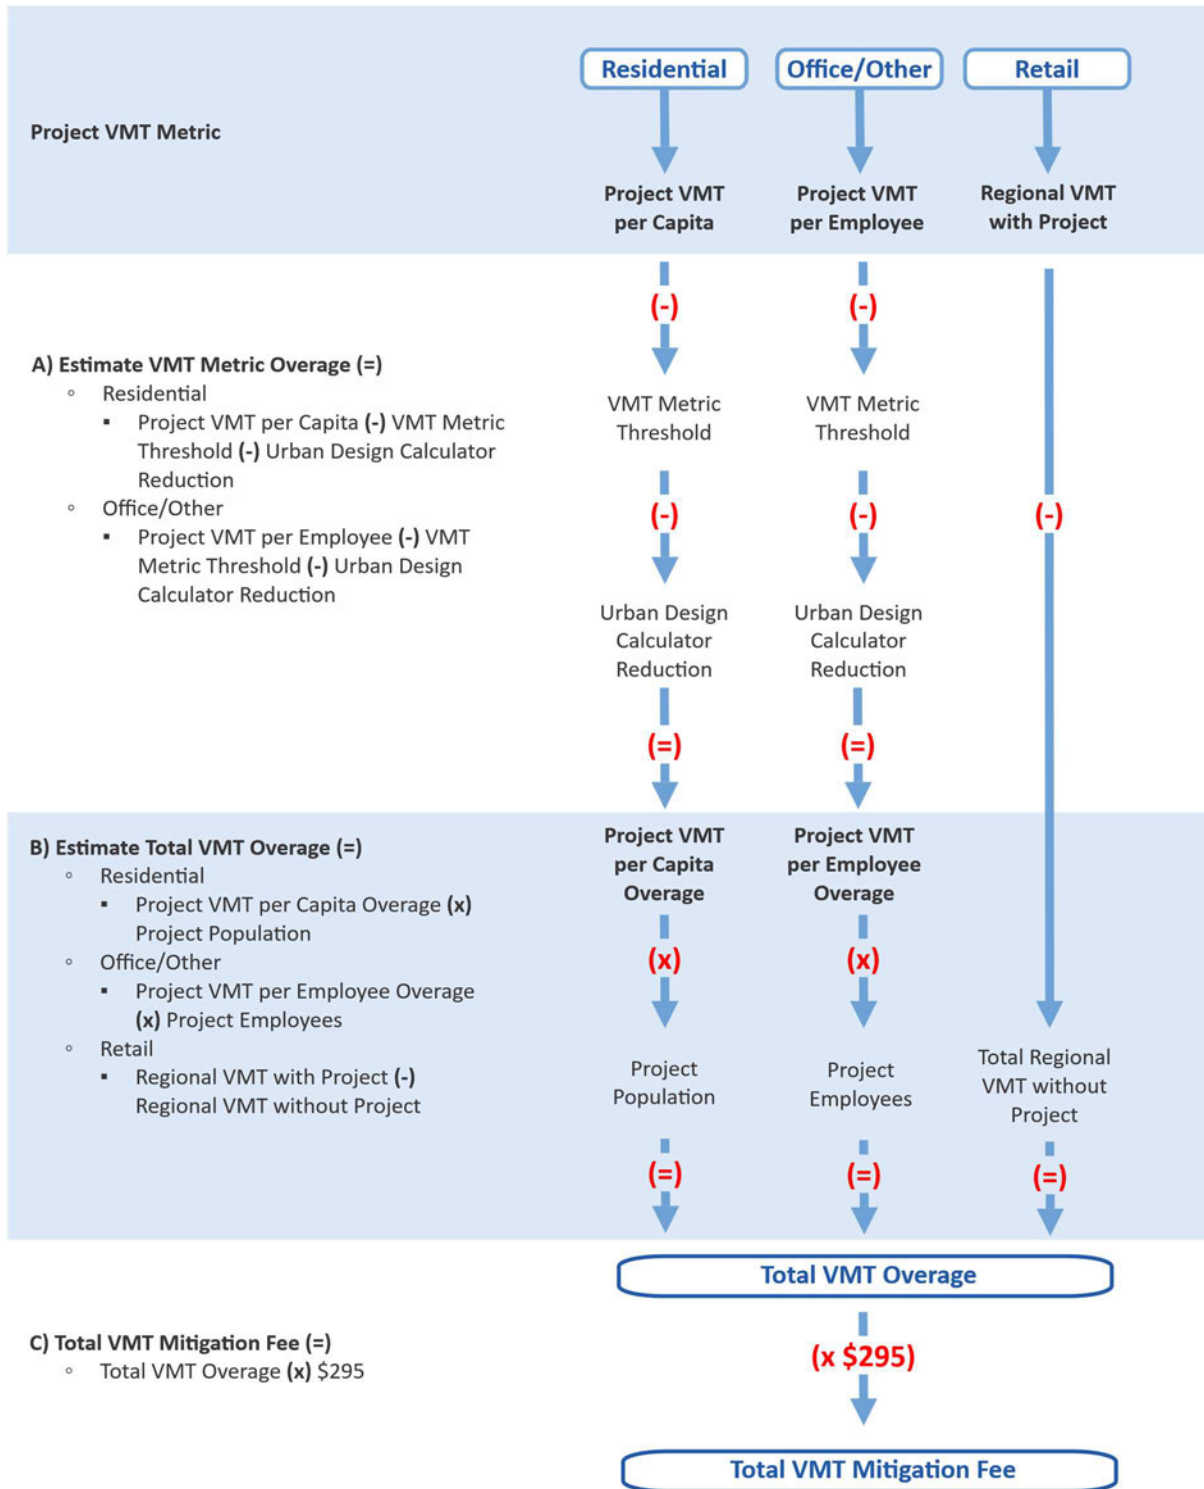 Residential
Office/Other
Retail
Project VMT Metric
Project VMT
per Capita
Project VMT
per Employee
Regional VMT
with Project
(-)
(-)
A) Estimate VMT Metric Overage (=)
◦ Residential
▪ Project VMT per Capita (-) VMT Metric
Threshold (-) Urban Design Calculator
Reduction
◦ Office/Other
▪ Project VMT per Employee (-) VMT
Metric Threshold (-) Urban Design
Calculator Reduction
VMT Metric
Threshold
VMT Metric
Threshold
(-)
(-)
(-)
Urban Design
Calculator
Reduction
Urban Design
Calculator
Reduction
(=)
(=)
B) Estimate Total VMT Overage (=)
◦ Residential
▪ Project VMT per Capita Overage (x)
Project Population
◦ Office/Other
▪ Project VMT per Employee Overage
(x) Project Employees
◦ Retail
▪ Regional VMT with Project (-)
Regional VMT without Project
Project VMT
per Capita
Overage
Project VMT
per Employee
Overage
(x)
(x)
Project
Population
Project
Employees
Total Regional
VMT without
Project
(=)
(=)
(=)
Total VMT Overage
C) Total VMT Mitigation Fee (=)
◦ Total VMT Overage (x) $295
(x $295)
Total VMT Mitigation Fee